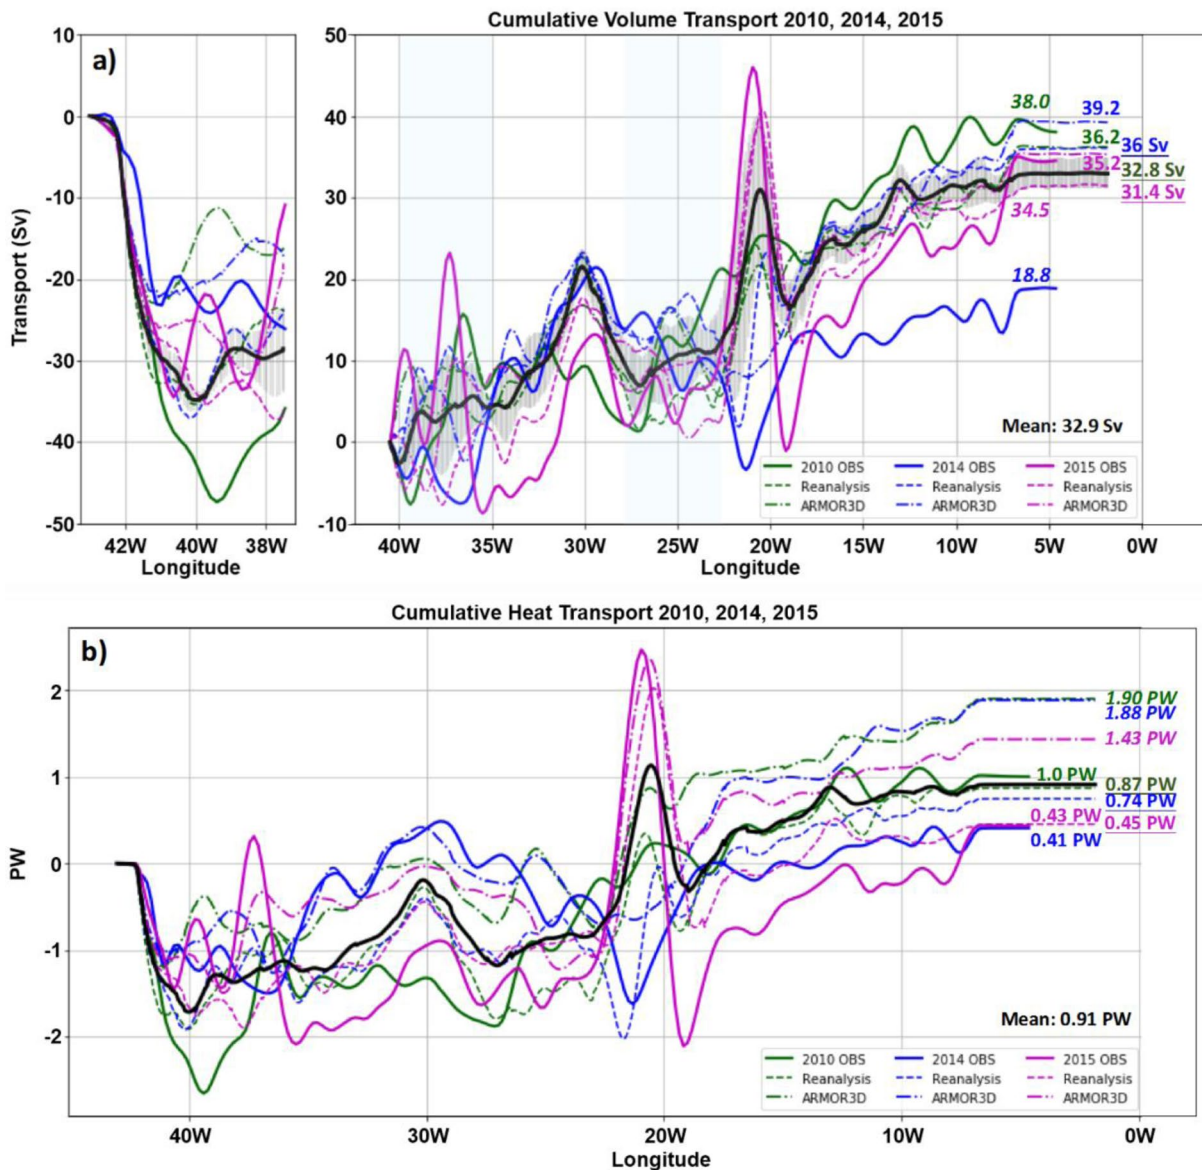 Cumulative Volume Transport 2010, 2014, 2015
a)
Transport (Sv)
10
0
-10
-20
-30
-40
-50
42W 40W 38W
Longitude
50
40
30
20
10
0
-10
38.0
39.2
36.2
36 Sv
35.2
32.8 Sv
31.4 Sv
34.5
18.8
Mean: 32.9 Sv
2010 OBS 2014 OBS 2015 OBS
Reanalysis Reanalysis Reanalysis
ARMOR3D ARMOR3D ARMOR3D
40W 35W 30W 25W 20W 15W 10W 5W 0W
Longitude
Cumulative Heat Transport 2010, 2014, 2015
b)
PW
2
1
0
-1
-2
1.90 PW
1.88 PW
1.43 PW
1.0 PW
0.87 PW
0.74 PW
0.43 PW
0.45 PW
0.41 PW
Mean: 0.91 PW
2010 OBS 2014 OBS 2015 OBS
Reanalysis Reanalysis Reanalysis
ARMOR3D ARMOR3D ARMOR3D
40W 30W 20W 10W 0W
Longitude